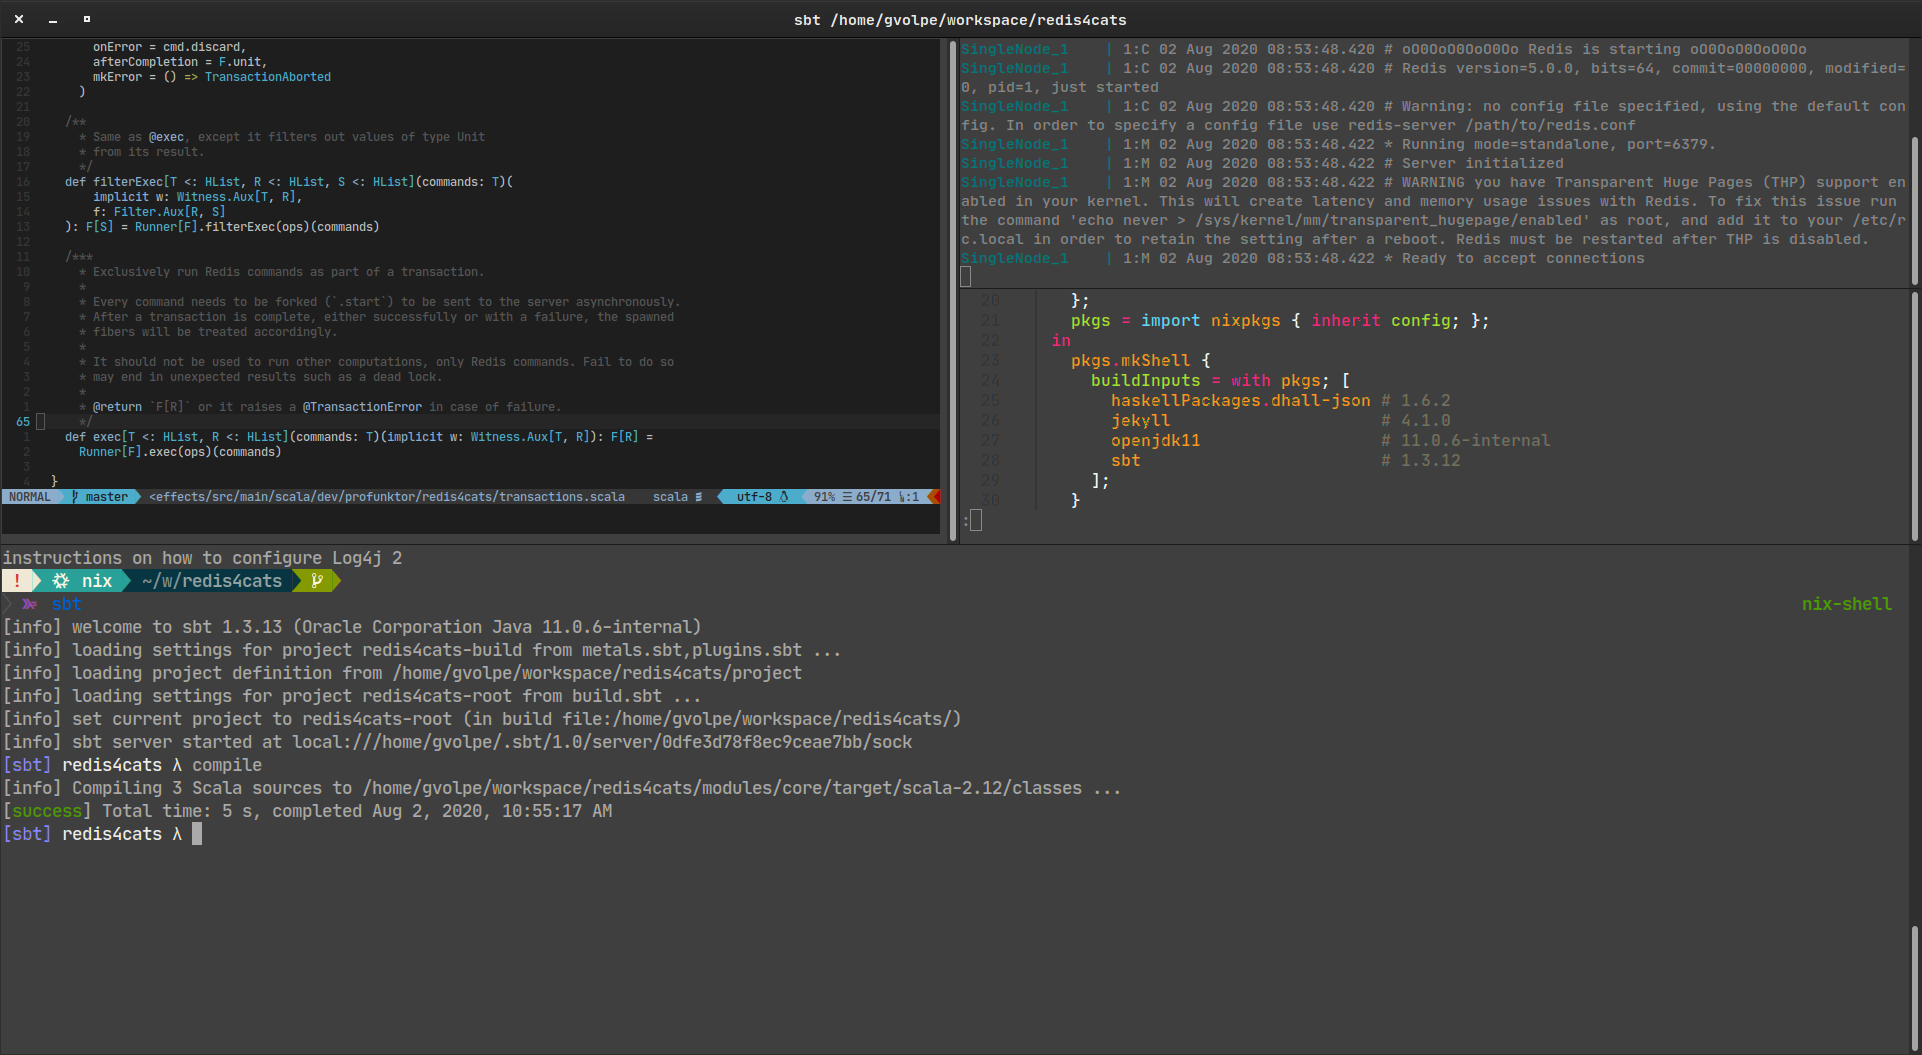 sbt /home/gvolpe/workspace/redis4cats
25 onError = cmd.discard,
24 afterCompletion = F.unit,
23 mkError = () => TransactionAborted
22 )
21
20 /**
19 * Same as @exec, except it filters out values of type Unit
18 * from its result.
17 */
16 def filterExec[T <: HList, R <: HList, S <: HList](commands: T)(
15 implicit w: Witness.Aux[T, R],
14 f: Filter.Aux[R, S]
13 ): F[S] = Runner[F].filterExec(ops)(commands)
12
11 /***
10 * Exclusively run Redis commands as part of a transaction.
9 *
8 * Every command needs to be forked (`.start`) to be sent to the server asynchronously.
7 * After a transaction is complete, either successfully or with a failure, the spawned
6 * fibers will be treated accordingly.
5 *
4 * It should not be used to run other computations, only Redis commands. Fail to do so
3 * may end in unexpected results such as a dead lock.
2 *
1 * @return `F[R]` or it raises a @TransactionError in case of failure.
65 */
1 def exec[T <: HList, R <: HList](commands: T)(implicit w: Witness.Aux[T, R]): F[R] =
2 Runner[F].exec(ops)(commands)
3
4 }
NORMAL master <effects/src/main/scala/dev/profunktor/redis4cats/transactions.scala scala utf-8 91% ☰ 65/71 :1
SingleNode_1 | 1:C 02 Aug 2020 08:53:48.420 # oO0OoO0OoO0Oo Redis is starting oO0OoO0OoO0Oo
SingleNode_1 | 1:C 02 Aug 2020 08:53:48.420 # Redis version=5.0.0, bits=64, commit=00000000, modified=
0, pid=1, just started
SingleNode_1 | 1:C 02 Aug 2020 08:53:48.420 # Warning: no config file specified, using the default con
fig. In order to specify a config file use redis-server /path/to/redis.conf
SingleNode_1 | 1:M 02 Aug 2020 08:53:48.422 * Running mode=standalone, port=6379.
SingleNode_1 | 1:M 02 Aug 2020 08:53:48.422 # Server initialized
SingleNode_1 | 1:M 02 Aug 2020 08:53:48.422 # WARNING you have Transparent Huge Pages (THP) support en
abled in your kernel. This will create latency and memory usage issues with Redis. To fix this issue run
the command 'echo never > /sys/kernel/mm/transparent_hugepage/enabled' as root, and add it to your /etc/r
c.local in order to retain the setting after a reboot. Redis must be restarted after THP is disabled.
SingleNode_1 | 1:M 02 Aug 2020 08:53:48.422 * Ready to accept connections
20 };
21 pkgs = import nixpkgs { inherit config; };
22 in
23 pkgs.mkShell {
24 buildInputs = with pkgs; [
25 haskellPackages.dhall-json # 1.6.2
26 jekyll # 4.1.0
27 openjdk11 # 11.0.6-internal
28 sbt # 1.3.12
29 ];
30 }
:
instructions on how to configure Log4j 2
! nix ~/w/redis4cats
sbt nix-shell
[info] welcome to sbt 1.3.13 (Oracle Corporation Java 11.0.6-internal)
[info] loading settings for project redis4cats-build from metals.sbt,plugins.sbt ...
[info] loading project definition from /home/gvolpe/workspace/redis4cats/project
[info] loading settings for project redis4cats-root from build.sbt ...
[info] set current project to redis4cats-root (in build file:/home/gvolpe/workspace/redis4cats/)
[info] sbt server started at local:///home/gvolpe/.sbt/1.0/server/0dfe3d78f8ec9ceae7bb/sock
[sbt] redis4cats λ compile
[info] Compiling 3 Scala sources to /home/gvolpe/workspace/redis4cats/modules/core/target/scala-2.12/classes ...
[success] Total time: 5 s, completed Aug 2, 2020, 10:55:17 AM
[sbt] redis4cats λ